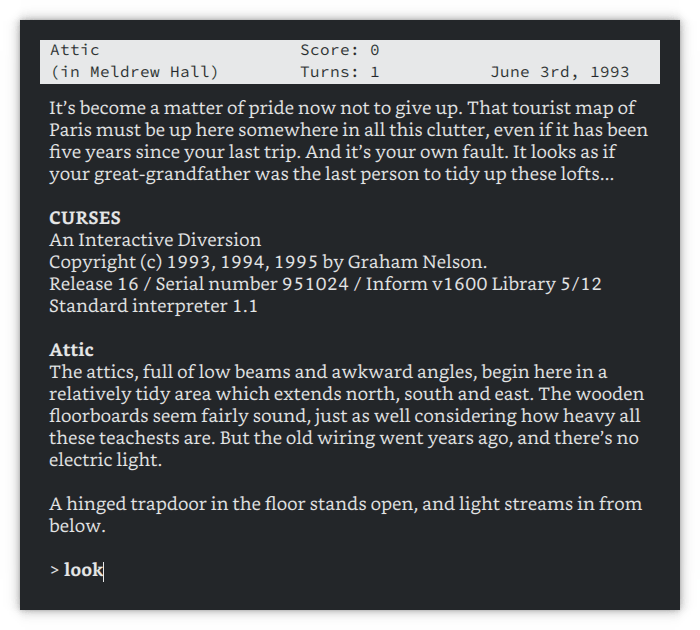 Attic Score: 0
(in Meldrew Hall) Turns: 1 June 3rd, 1993
It’s become a matter of pride now not to give up. That tourist map of
Paris must be up here somewhere in all this clutter, even if it has been
five years since your last trip. And it’s your own fault. It looks as if
your great-grandfather was the last person to tidy up these lofts...
CURSES
An Interactive Diversion
Copyright (c) 1993, 1994, 1995 by Graham Nelson.
Release 16 / Serial number 951024 / Inform v1600 Library 5/12
Standard interpreter 1.1
Attic
The attics, full of low beams and awkward angles, begin here in a
relatively tidy area which extends north, south and east. The wooden
floorboards seem fairly sound, just as well considering how heavy all
these teachests are. But the old wiring went years ago, and there’s no
electric light.
A hinged trapdoor in the floor stands open, and light streams in from
below.
> look